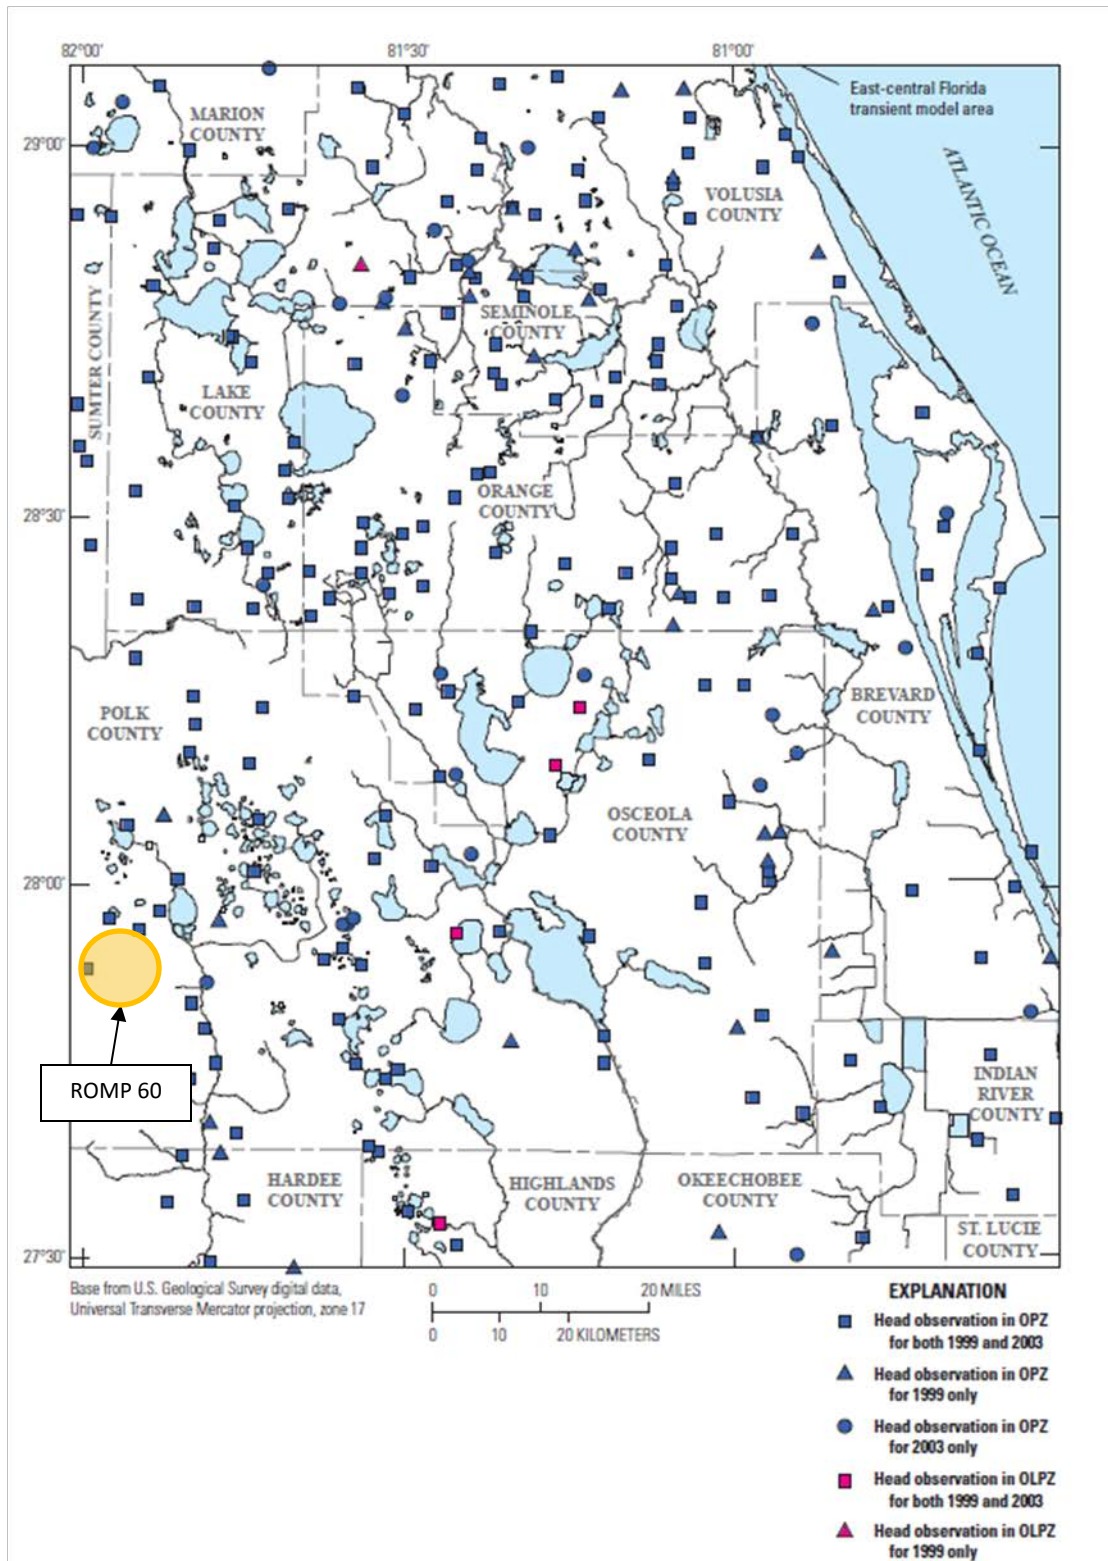 82°00'
81°30'
81°00'
East-central Florida
transient model area
MARION
COUNTY
29°00'
ATLANTIC OCEAN
VOLUSIA
COUNTY
SEMINOLE
COUNTY
SUMTER COUNTY
LAKE
COUNTY
ORANGE
COUNTY
28°30'
BREVARD
COUNTY
POLK
COUNTY
OSCEOLA
COUNTY
28°00'
ROMP 60
INDIAN
RIVER
COUNTY
HARDEE
COUNTY
HIGHLANDS
COUNTY
OKEECHOBEE
COUNTY
ST. LUCIE
COUNTY
27°30'
Base from U.S. Geological Survey digital data,
Universal Transverse Mercator projection, zone 17
0 10 20 MILES
0 10 20 KILOMETERS
EXPLANATION
Head observation in OPZ
for both 1999 and 2003
Head observation in OPZ
for 1999 only
Head observation in OPZ
for 2003 only
Head observation in OLPZ
for both 1999 and 2003
Head observation in OLPZ
for 1999 only